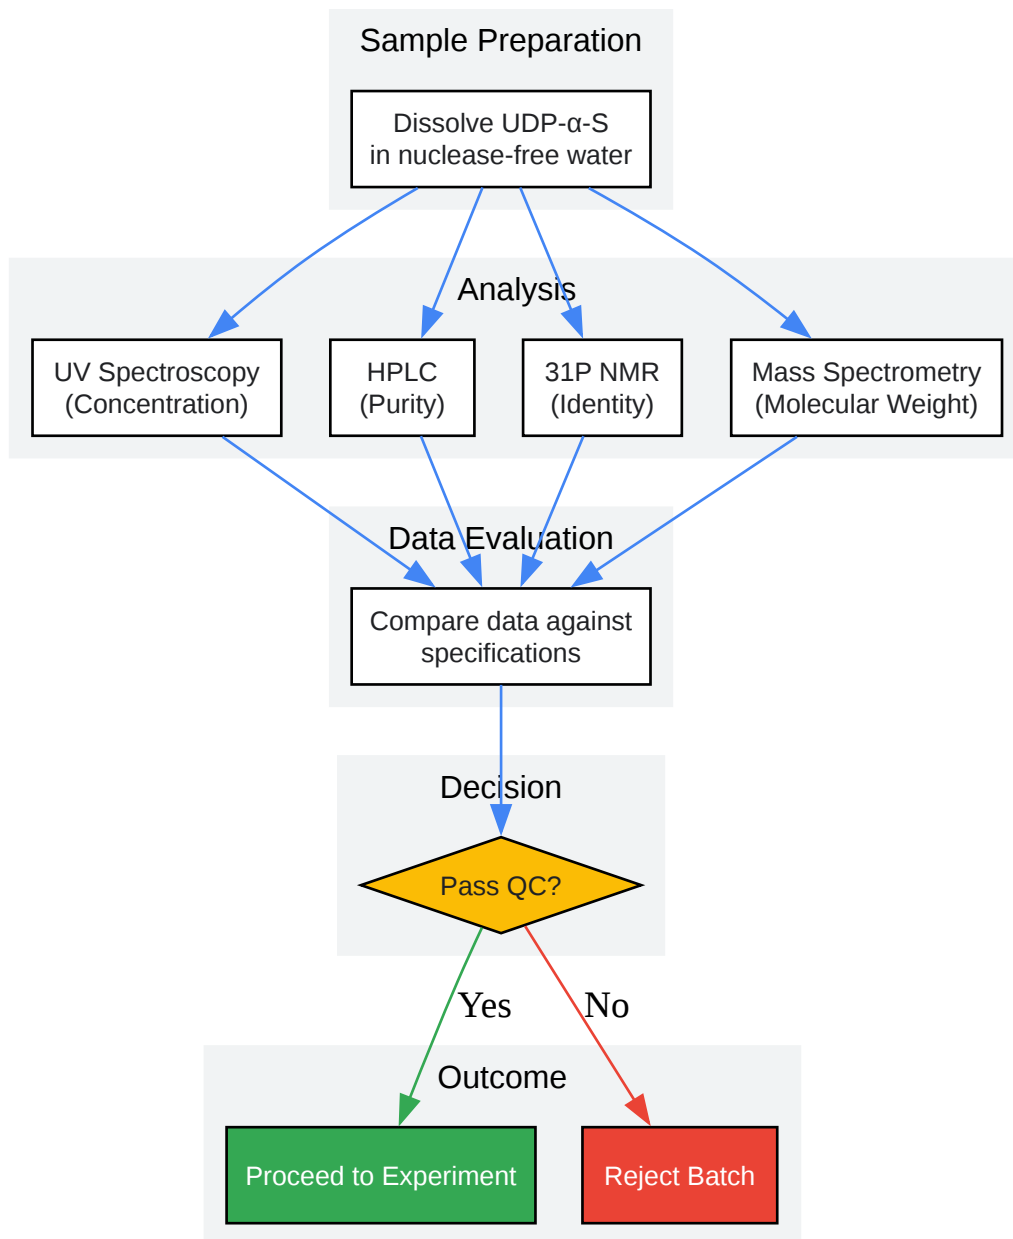 Sample Preparation
Dissolve UDP-α-S
in nuclease-free water
Analysis
UV Spectroscopy
(Concentration)
HPLC
(Purity)
31P NMR
(Identity)
Mass Spectrometry
(Molecular Weight)
Data Evaluation
Compare data against
specifications
Decision
Pass QC?
Yes
No
Outcome
Proceed to Experiment
Reject Batch